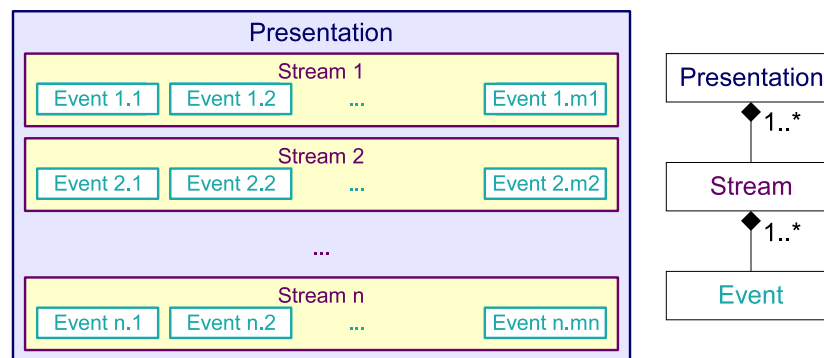 Presentation
Stream 1
Event 1.1 Event 1.2 ... Event 1.m1
Stream 2
Event 2.1 Event 2.2 ... Event 2.m2
...
Stream n
Event n.1 Event n.2 ... Event n.mn
Presentation
1..*
Stream
1..*
Event